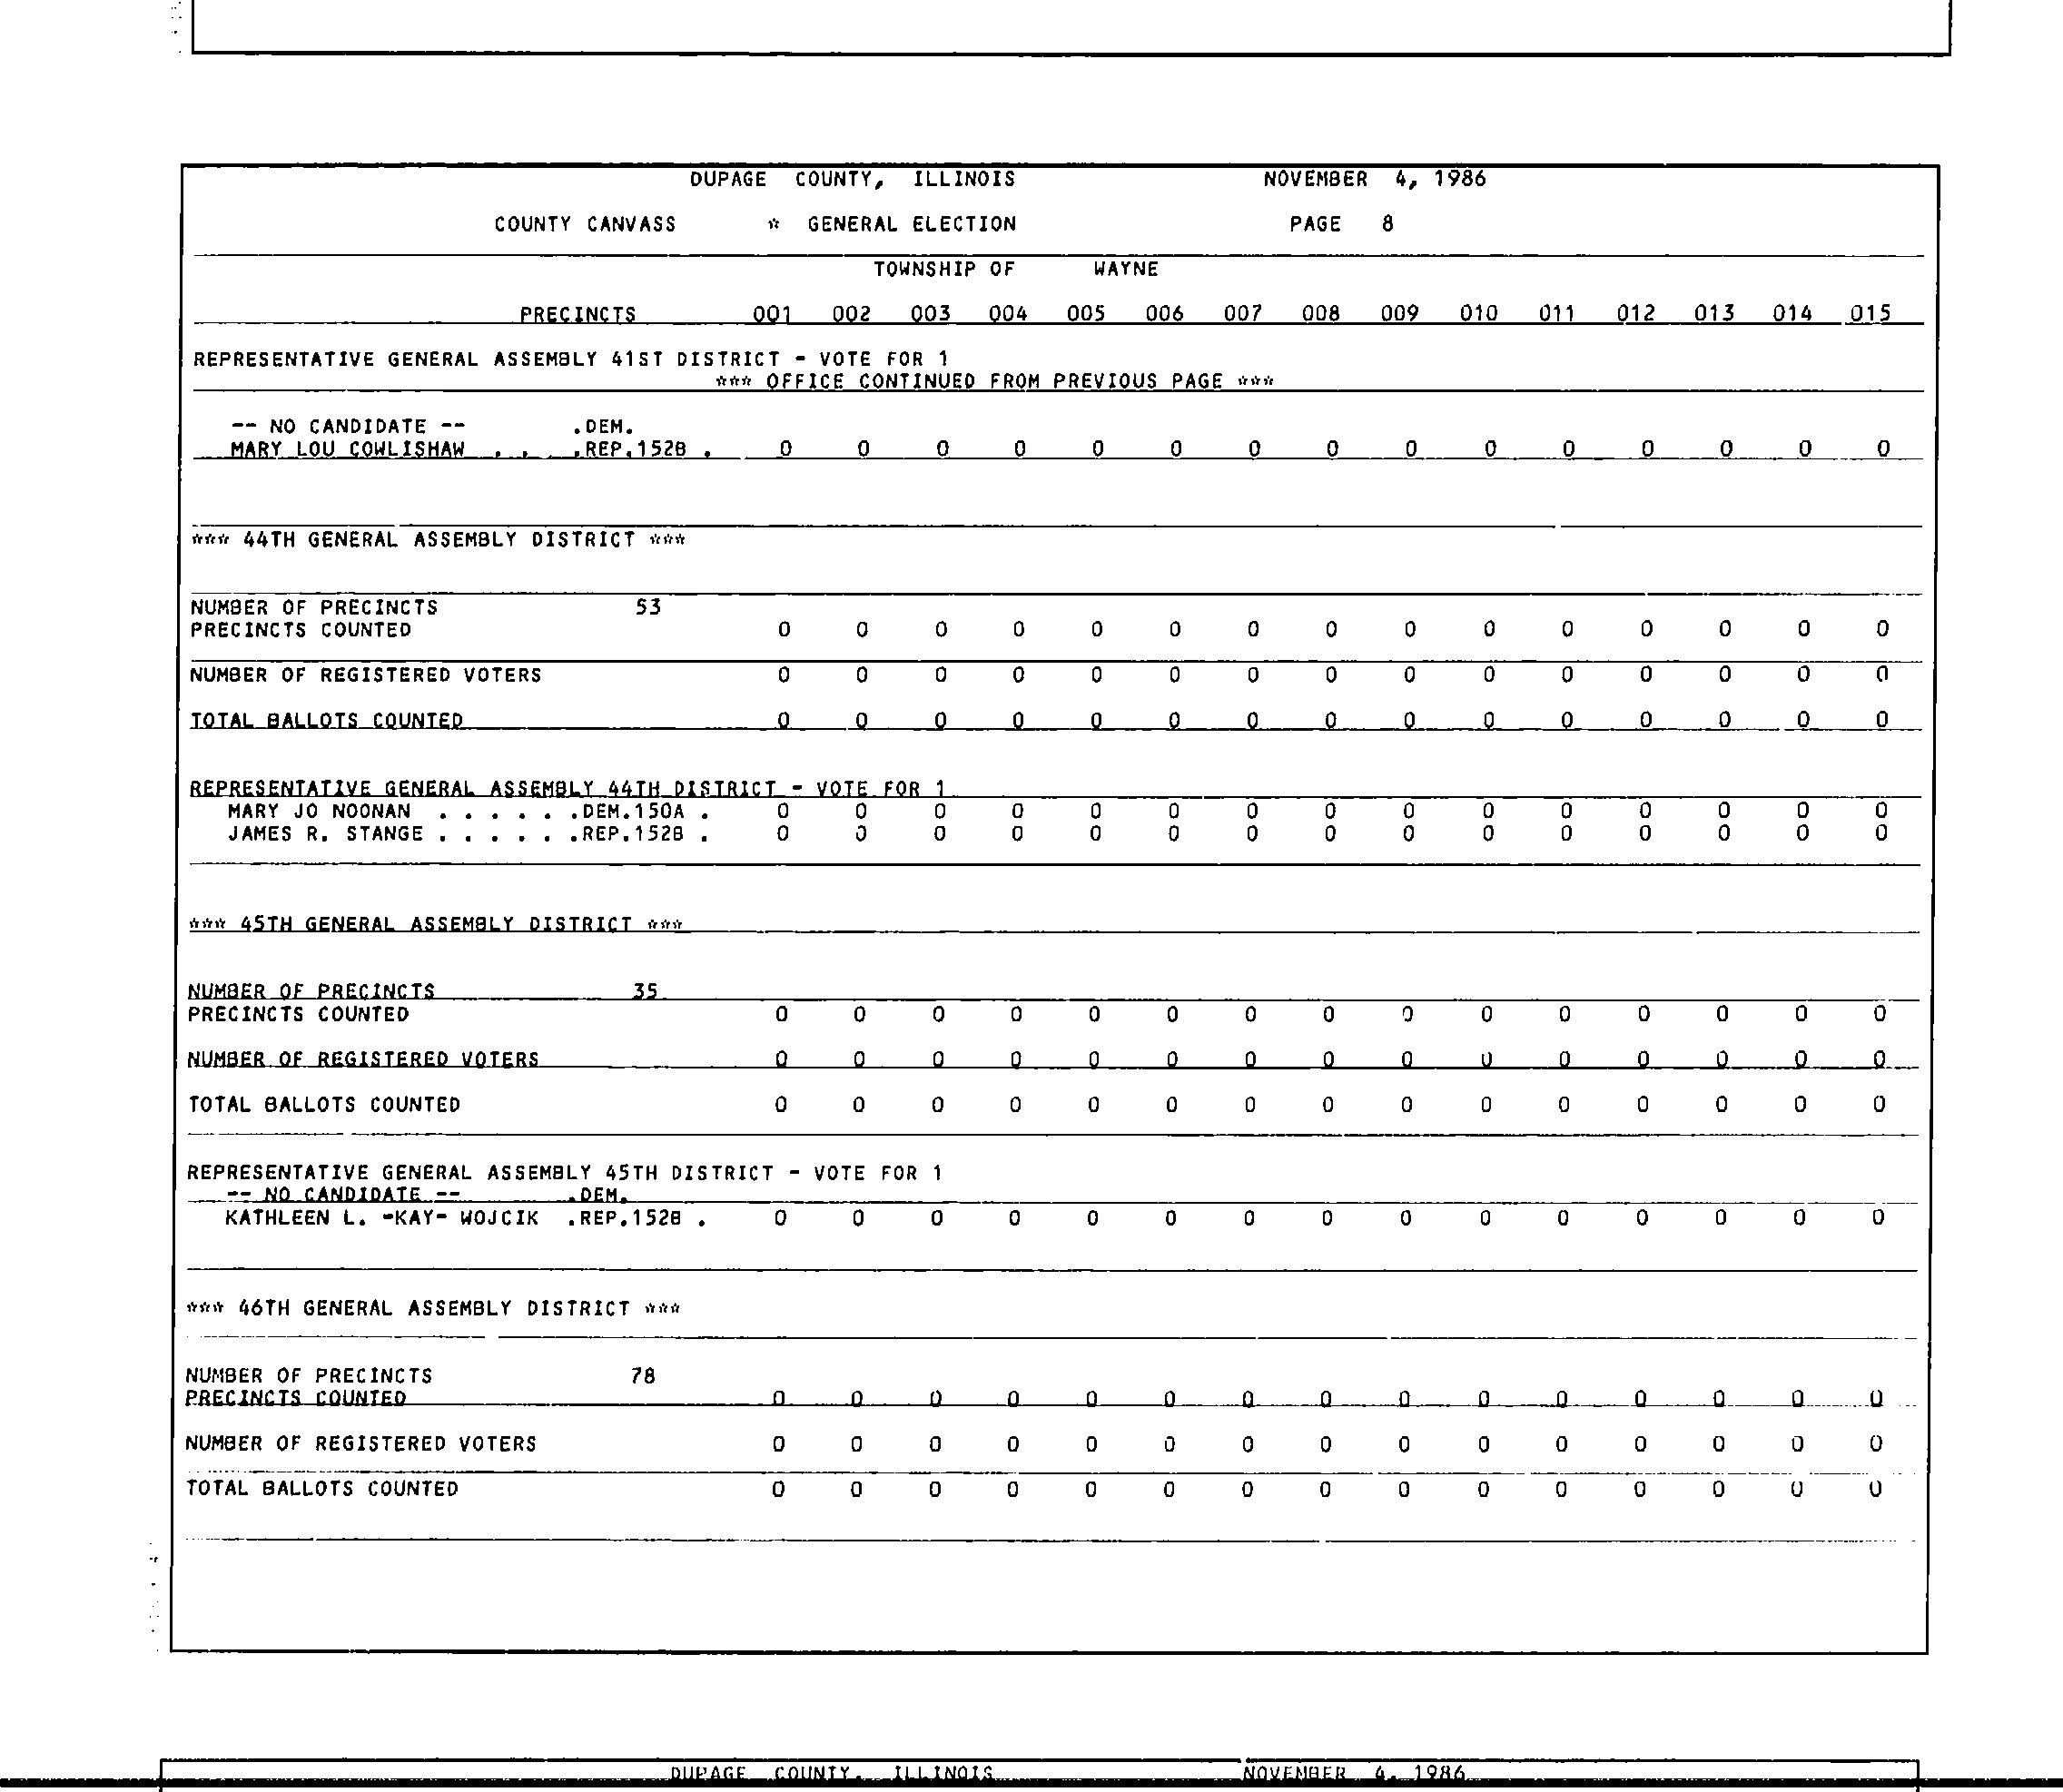 DUPAGE COUNTY, ILLINOIS NOVEMBER 4, 1986
COUNTY CANVASS * GENERAL ELECTION PAGE 8
TOWNSHIP OF WAYNE
PRECINCTS 001 002 003 004 005 006 007 008 009 010 011 012 013 014 015
REPRESENTATIVE GENERAL ASSEMBLY 41ST DISTRICT - VOTE FOR 1
*** OFFICE CONTINUED FROM PREVIOUS PAGE ***
-- NO CANDIDATE -- .DEM.
MARY LOU COWLISHAW . . . .REP.152B . 0 0 0 0 0 0 0 0 0 0 0 0 0 0 0
*** 44TH GENERAL ASSEMBLY DISTRICT ***
NUMBER OF PRECINCTS 53
PRECINCTS COUNTED 0 0 0 0 0 0 0 0 0 0 0 0 0 0 0
NUMBER OF REGISTERED VOTERS 0 0 0 0 0 0 0 0 0 0 0 0 0 0 0
TOTAL BALLOTS COUNTED 0 0 0 0 0 0 0 0 0 0 0 0 0 0 0
REPRESENTATIVE GENERAL ASSEMBLY 44TH DISTRICT - VOTE FOR 1
MARY JO NOONAN . . . . . .DEM.150A . 0 0 0 0 0 0 0 0 0 0 0 0 0 0 0
JAMES R. STANGE . . . . . .REP.152B . 0 0 0 0 0 0 0 0 0 0 0 0 0 0 0
*** 45TH GENERAL ASSEMBLY DISTRICT ***
NUMBER OF PRECINCTS 35
PRECINCTS COUNTED 0 0 0 0 0 0 0 0 0 0 0 0 0 0 0
NUMBER OF REGISTERED VOTERS 0 0 0 0 0 0 0 0 0 0 0 0 0 0 0
TOTAL BALLOTS COUNTED 0 0 0 0 0 0 0 0 0 0 0 0 0 0 0
REPRESENTATIVE GENERAL ASSEMBLY 45TH DISTRICT - VOTE FOR 1
-- NO CANDIDATE -- .DEM.
KATHLEEN L. -KAY- WOJCIK .REP.152B . 0 0 0 0 0 0 0 0 0 0 0 0 0 0 0
*** 46TH GENERAL ASSEMBLY DISTRICT ***
NUMBER OF PRECINCTS 78
PRECINCTS COUNTED 0 0 0 0 0 0 0 0 0 0 0 0 0 0 0
NUMBER OF REGISTERED VOTERS 0 0 0 0 0 0 0 0 0 0 0 0 0 0 0
TOTAL BALLOTS COUNTED 0 0 0 0 0 0 0 0 0 0 0 0 0 0 0
DUPAGE COUNTY, ILLINOIS NOVEMBER 4, 1986